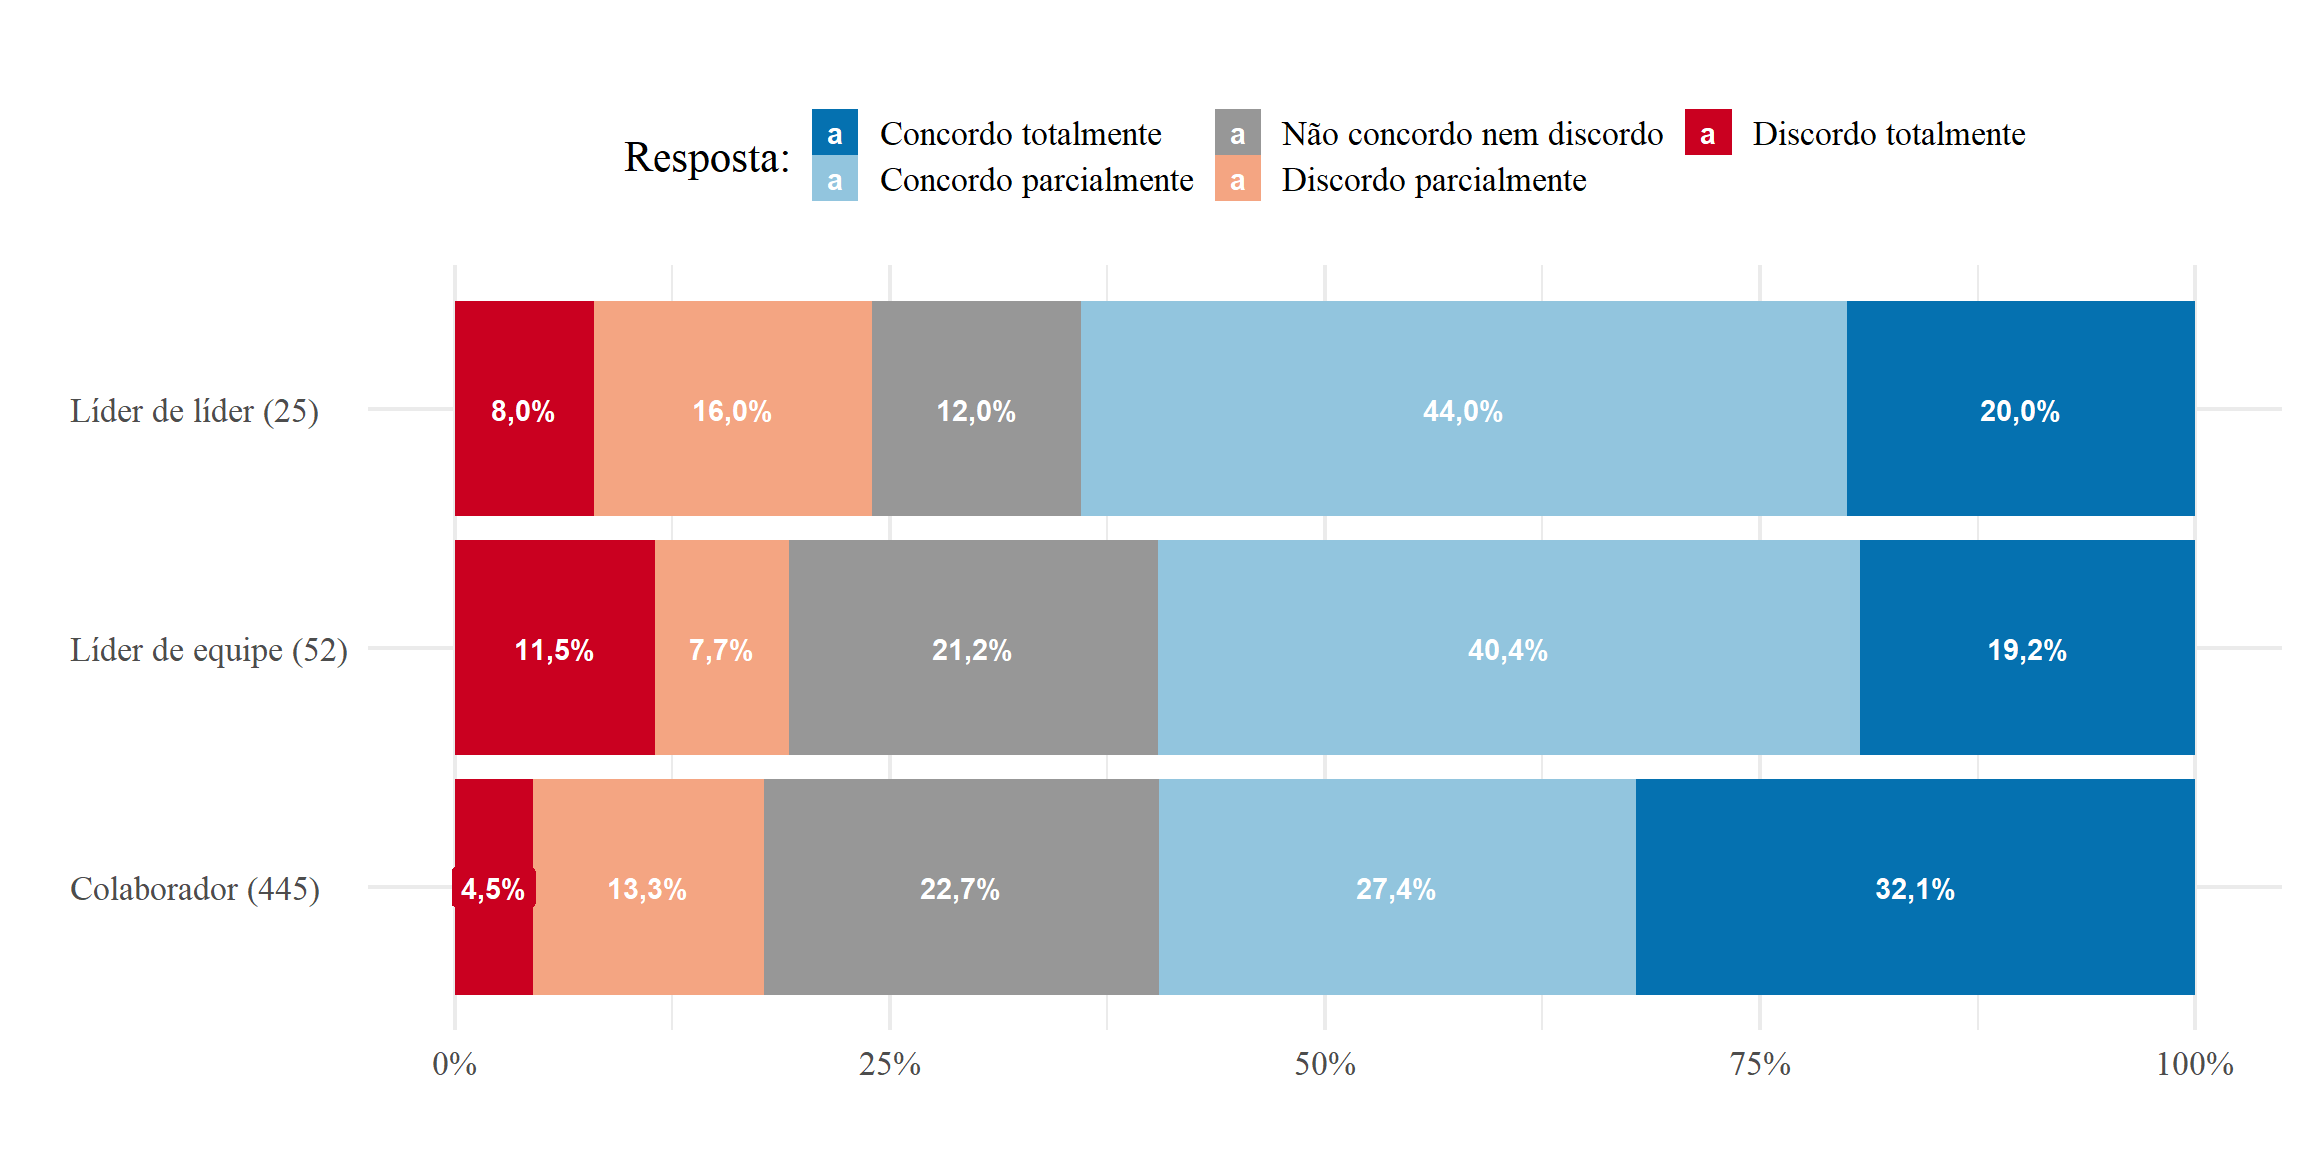 Resposta:
a Concordo totalmente
a Concordo parcialmente
a Não concordo nem discordo
a Discordo parcialmente
a Discordo totalmente
Líder de líder (25)
8,0% 16,0% 12,0% 44,0% 20,0%
Líder de equipe (52)
11,5% 7,7% 21,2% 40,4% 19,2%
Colaborador (445)
4,5% 13,3% 22,7% 27,4% 32,1%
0% 25% 50% 75% 100%